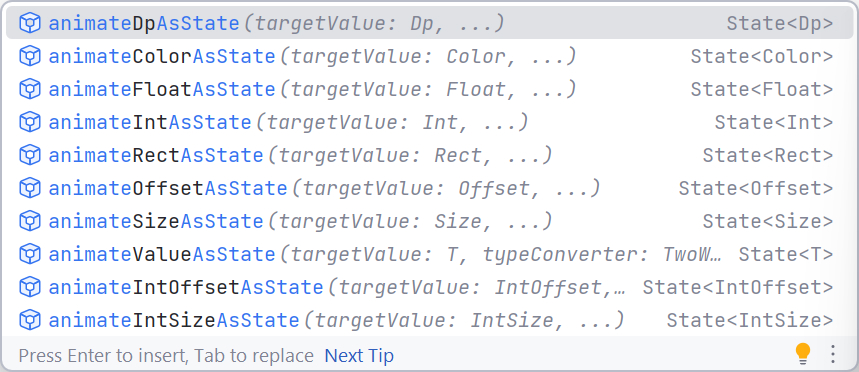 animateDpAsState(targetValue: Dp, ...) State<Dp>
animateColorAsState(targetValue: Color, ...) State<Color>
animateFloatAsState(targetValue: Float, ...) State<Float>
animateIntAsState(targetValue: Int, ...) State<Int>
animateRectAsState(targetValue: Rect, ...) State<Rect>
animateOffsetAsState(targetValue: Offset, ...) State<Offset>
animateSizeAsState(targetValue: Size, ...) State<Size>
animateValueAsState(targetValue: T, typeConverter: TwoW… State<T>
animateIntOffsetAsState(targetValue: IntOffset,… State<IntOffset>
animateIntSizeAsState(targetValue: IntSize, ...) State<IntSize>
Press Enter to insert, Tab to replace Next Tip